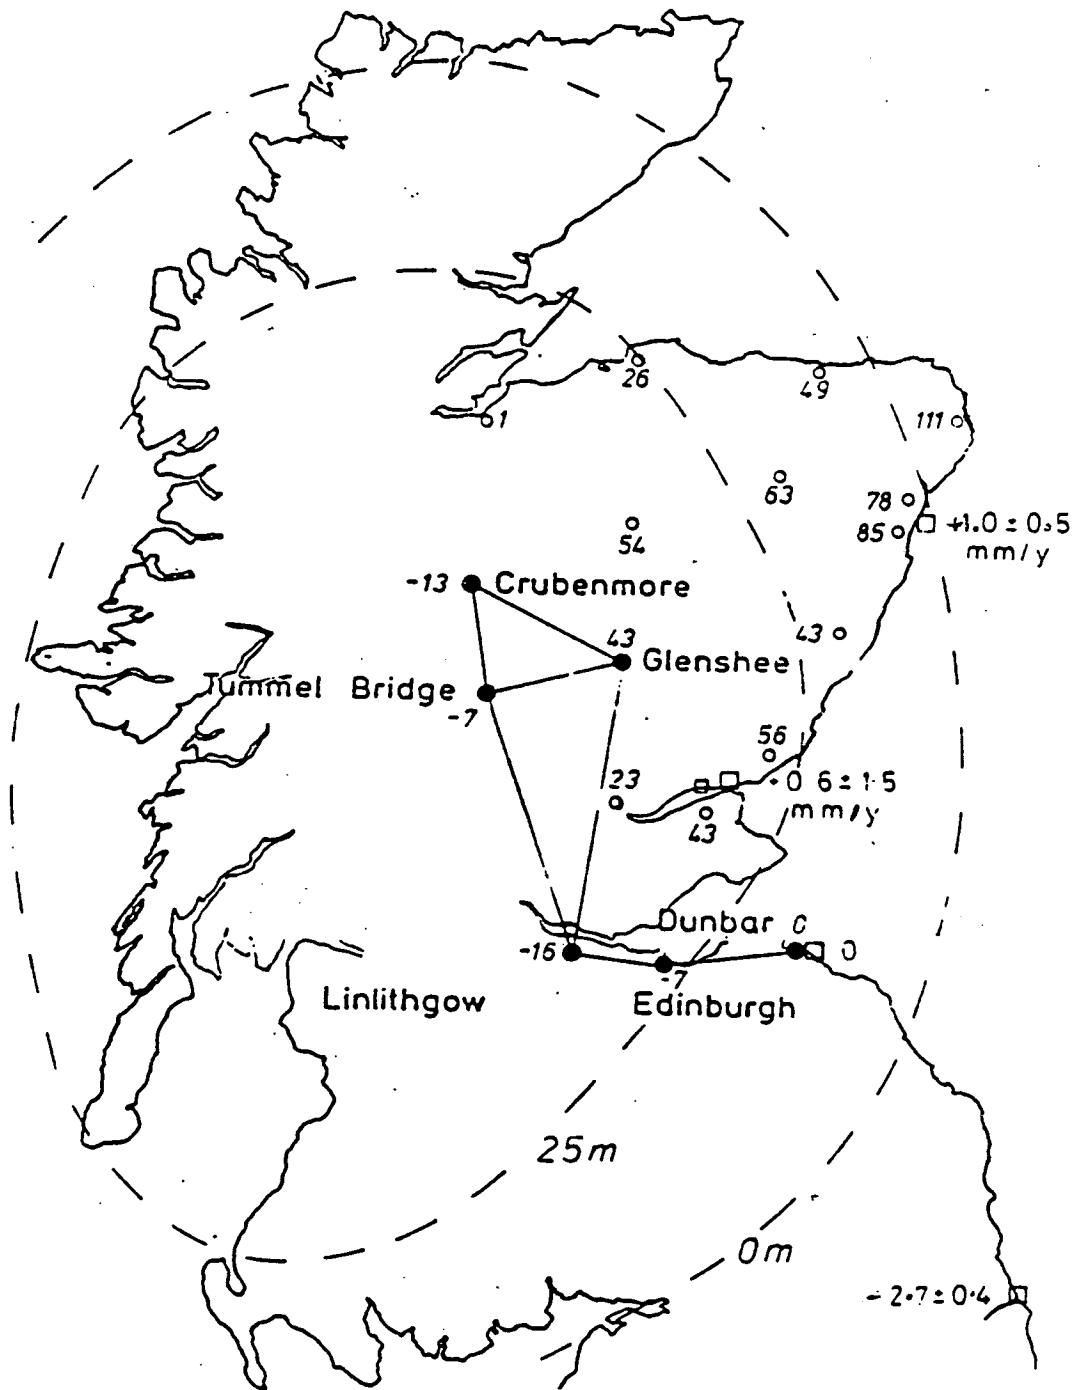 26
49
1
111
63
78
54
85
+1.0 ± 0.5
mm/y
-13
Crubenmore
43
43
Glenshee
Tummel Bridge
-7
56
23
+0 6 ± 1.5
mm/y
43
Dunbar
0
0
-16
-7
Linlithgow
Edinburgh
25m
0m
- 2.7 ± 0.4